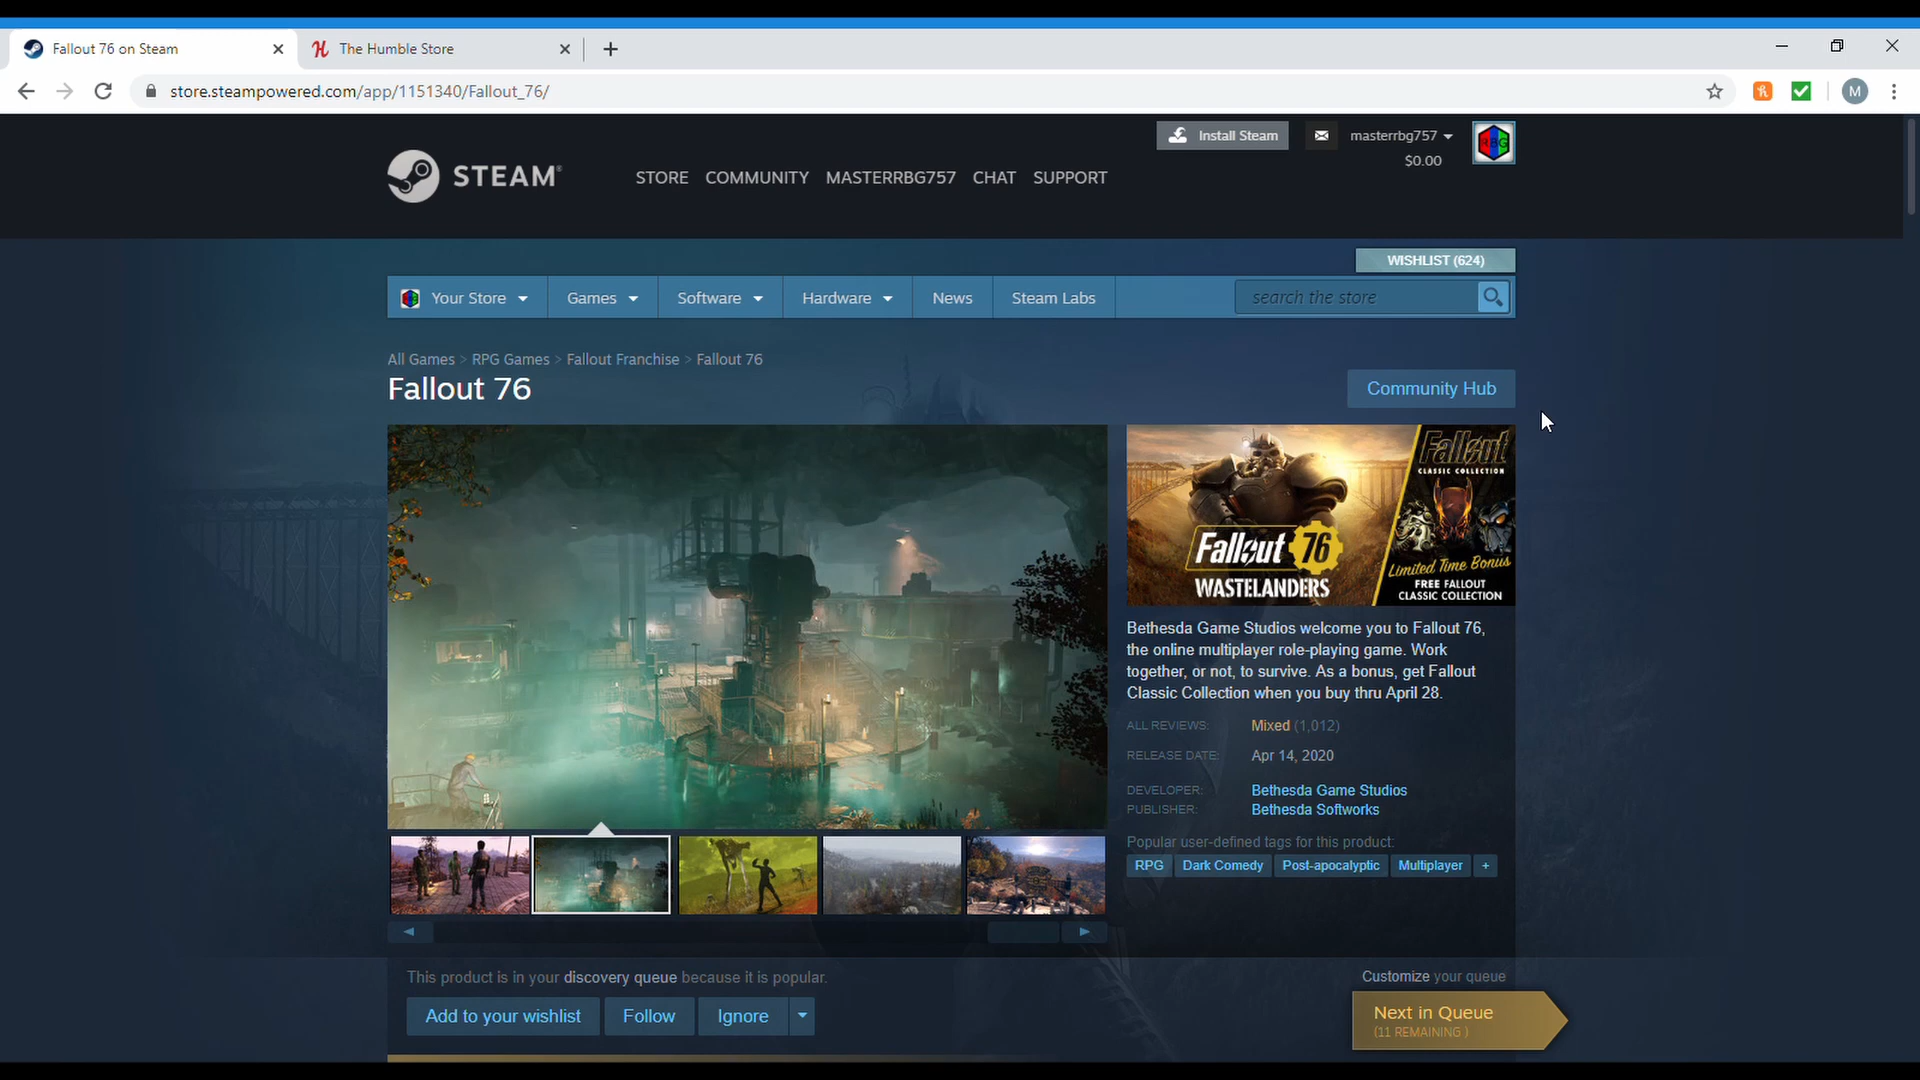 Fallout 76 on Steam
The Humble Store
store.steampowered.com/app/1151340/Fallout_76/
M
Install Steam
masterrbg757
$0.00
STEAM®
STORE COMMUNITY MASTERRBG757 CHAT SUPPORT
WISHLIST (624)
Your Store Games Software Hardware News Steam Labs
search the store
All Games > RPG Games > Fallout Franchise > Fallout 76
Fallout 76
Community Hub
Fallout 76
WASTELANDERS
Fallout
CLASSIC COLLECTION
Limited Time Bonus
FREE FALLOUT
CLASSIC COLLECTION
Bethesda Game Studios welcome you to Fallout 76,
the online multiplayer role-playing game. Work
together, or not, to survive. As a bonus, get Fallout
Classic Collection when you buy thru April 28.
ALL REVIEWS: Mixed (1,012)
RELEASE DATE: Apr 14, 2020
DEVELOPER: Bethesda Game Studios
PUBLISHER: Bethesda Softworks
Popular user-defined tags for this product:
RPG Dark Comedy Post-apocalyptic Multiplayer +
This product is in your discovery queue because it is popular.
Customize your queue
Add to your wishlist Follow Ignore
Next in Queue
(11 REMAINING )